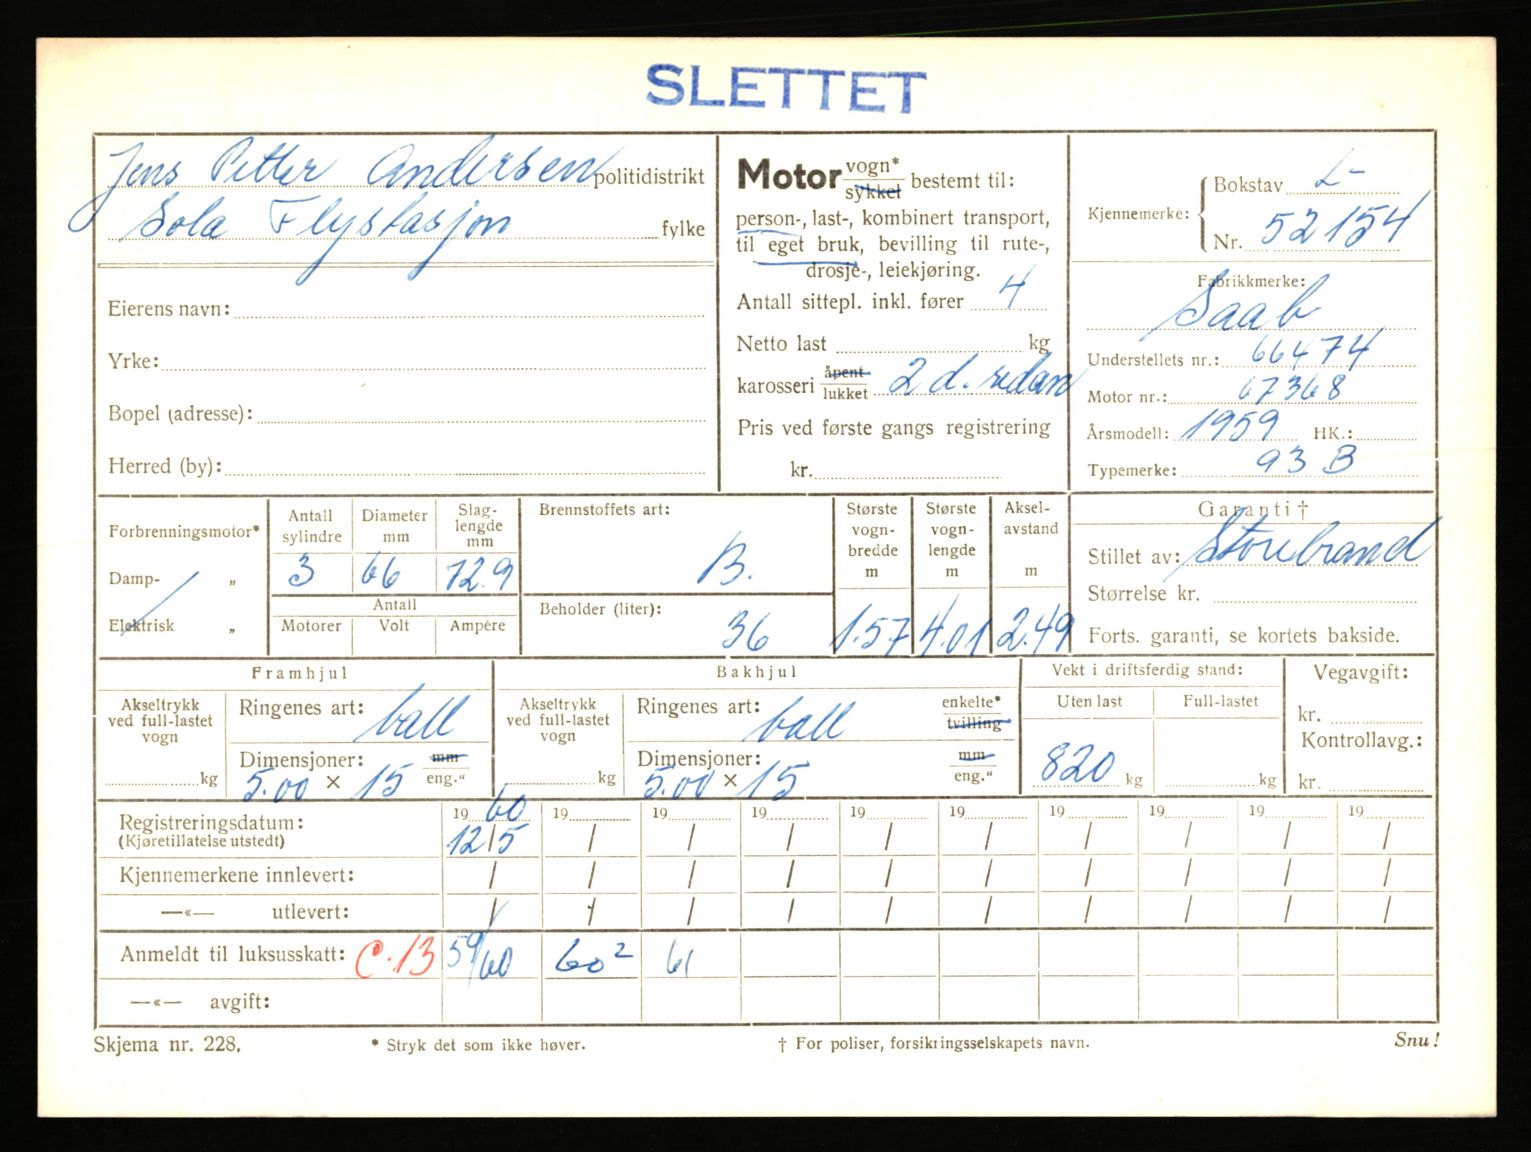 SLETTET
Jens Petter Andersen politidistrikt
Sola Flystasjon fylke
Eierens navn:
Yrke:
Bopel (adresse):
Herred (by):
Motor vogn* sykkel bestemt til:
person-, last-, kombinert transport,
til eget bruk, bevilling til rute-,
drosje-, leiekjøring.
Antall sittepl. inkl. fører 4
Netto last kg
karosseri åpent lukket 2 d. sedan
Pris ved første gangs registrering
kr.
Kjennemerke: Bokstav L-
Nr. 52154
Fabrikkmerke:
Saab
Understellets nr.: 66474
Motor nr.: 67368
Årsmodell: 1959 HK.:
Typemerke: 93 B
Forbrenningsmotor*
Damp- „
Elektrisk „
Antall sylindre 3
Diameter mm 66
Slag- lengde mm 72.9
Antall
Motorer Volt Ampère
Brennstoffets art:
B.
Beholder (liter):
36
Største vogn- bredde m 1.57
Største vogn- lengde m 4.01
Aksel- avstand m 2.49
Garanti †
Stillet av: Storebrand
Størrelse kr.
Forts. garanti, se kortets bakside.
Framhjul
Akseltrykk ved full-lastet vogn
kg
Ringenes art: ball
Dimensjoner: mm
5.00 × 15 eng."
Bakhjul
Akseltrykk ved full-lastet vogn
kg
Ringenes art: ball enkelte* tvilling
Dimensjoner: mm
5.00 × 15 eng."
Vekt i driftsferdig stand:
Uten last Full-lastet
820 kg kg
Vegavgift:
kr.
Kontrollavg.:
kr.
19 60 19 19 19 19 19 19 19 19 19
Registreringsdatum: 12/5 / / / / / / / / /
(Kjøretillatelse utstedt)
Kjennemerkene innlevert: / / / / / / / / / /
—«— utlevert: / / / / / / / / / /
Anmeldt til luksusskatt: C.13 59/60 60² 61
—«— avgift:
Skjema nr. 228. * Stryk det som ikke høver. † For poliser, forsikringsselskapets navn. Snu!